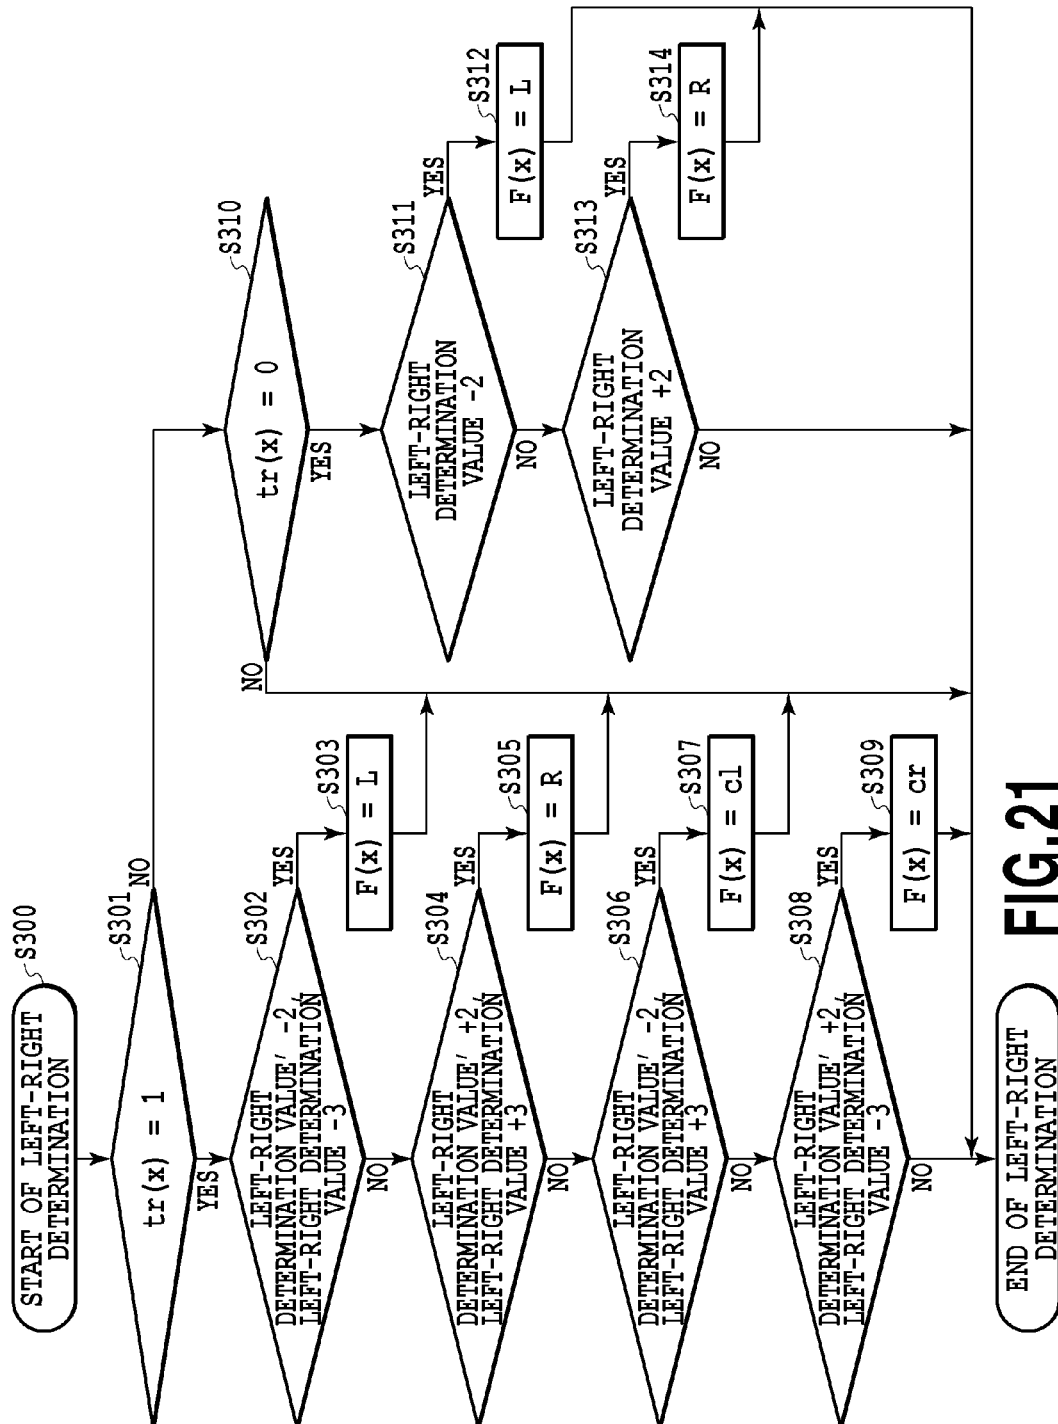 START OF LEFT-RIGHT
DETERMINATION
S300
tr(x) = 1
S301
YES
NO
LEFT-RIGHT
DETERMINATION VALUE' -2,
LEFT-RIGHT DETERMINATION
VALUE -3
S302
YES
NO
F(x) = L
S303
LEFT-RIGHT
DETERMINATION VALUE' +2,
LEFT-RIGHT DETERMINATION
VALUE +3
S304
YES
NO
F(x) = R
S305
LEFT-RIGHT
DETERMINATION VALUE' -2,
LEFT-RIGHT DETERMINATION
VALUE +3
S306
YES
NO
F(x) = cl
S307
LEFT-RIGHT
DETERMINATION VALUE' +2,
LEFT-RIGHT DETERMINATION
VALUE -3
S308
YES
NO
F(x) = cr
S309
tr(x) = 0
S310
NO
YES
LEFT-RIGHT
DETERMINATION
VALUE -2
S311
YES
NO
F(x) = L
S312
LEFT-RIGHT
DETERMINATION
VALUE +2
S313
YES
NO
F(x) = R
S314
END OF LEFT-RIGHT
DETERMINATION
FIG.21